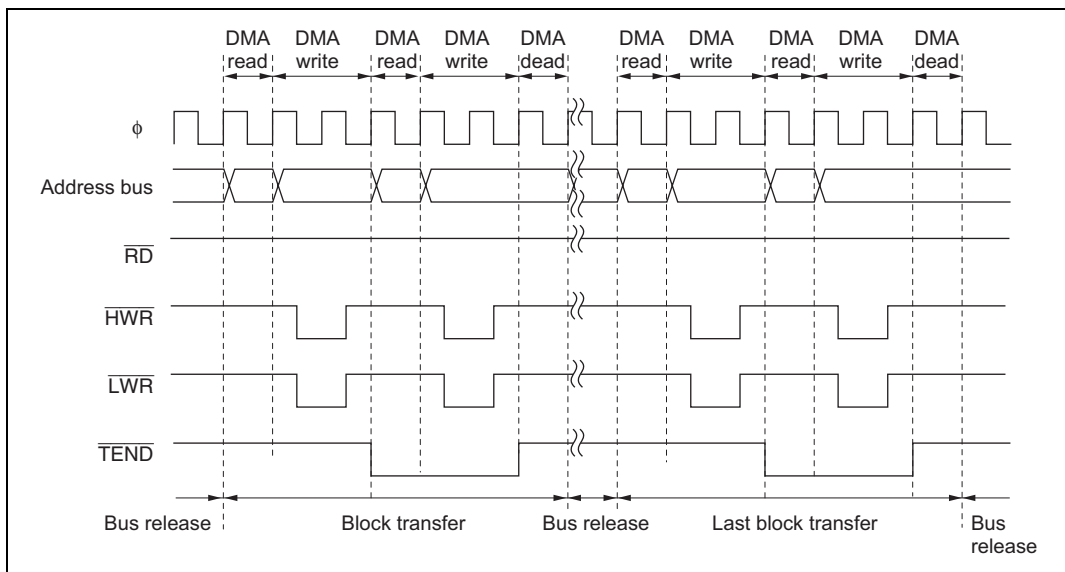 DMA DMA DMA DMA DMA DMA DMA DMA DMA DMA
read write read write dead read write read write dead
φ
Address bus
RD
HWR
LWR
TEND
Bus release Block transfer Bus release Last block transfer Bus
release